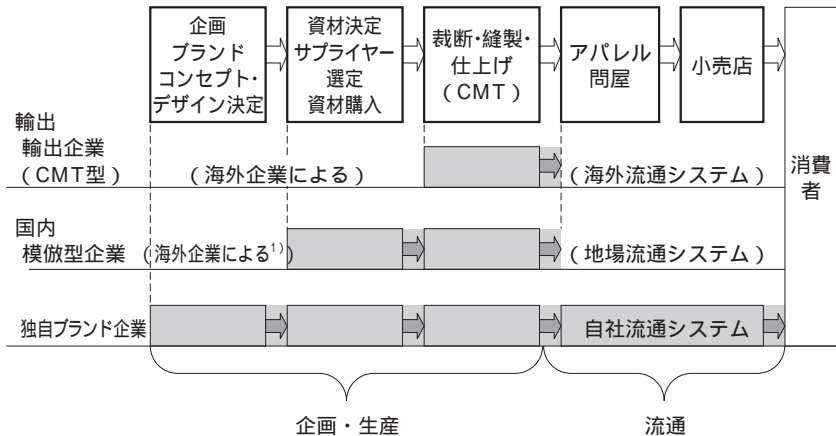 企画
ブランド
コンセプト・
デザイン決定
資材決定
サプライヤー
選定
資材購入
裁断・縫製・
仕上げ
（CMT）
アパレル
問屋
小売店
消費
者
輸出
輸出企業
（CMT型）
（海外企業による）
（海外流通システム）
国内
模倣型企業
（海外企業による1)）
（地場流通システム）
独自ブランド企業
自社流通システム
企画・生産
流通